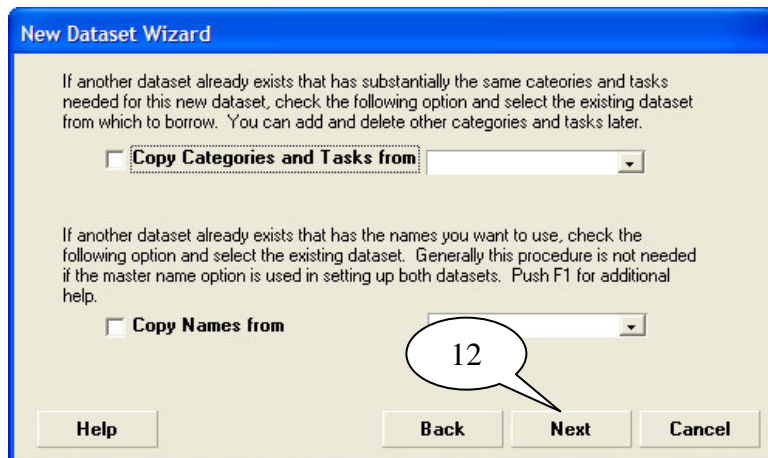 New Dataset Wizard
If another dataset already exists that has substantially the same cateories and tasks
needed for this new dataset, check the following option and select the existing dataset
from which to borrow. You can add and delete other categories and tasks later.
Copy Categories and Tasks from
If another dataset already exists that has the names you want to use, check the
following option and select the existing dataset. Generally this procedure is not needed
if the master name option is used in setting up both datasets. Push F1 for additional
help.
Copy Names from
12
Help Back Next Cancel